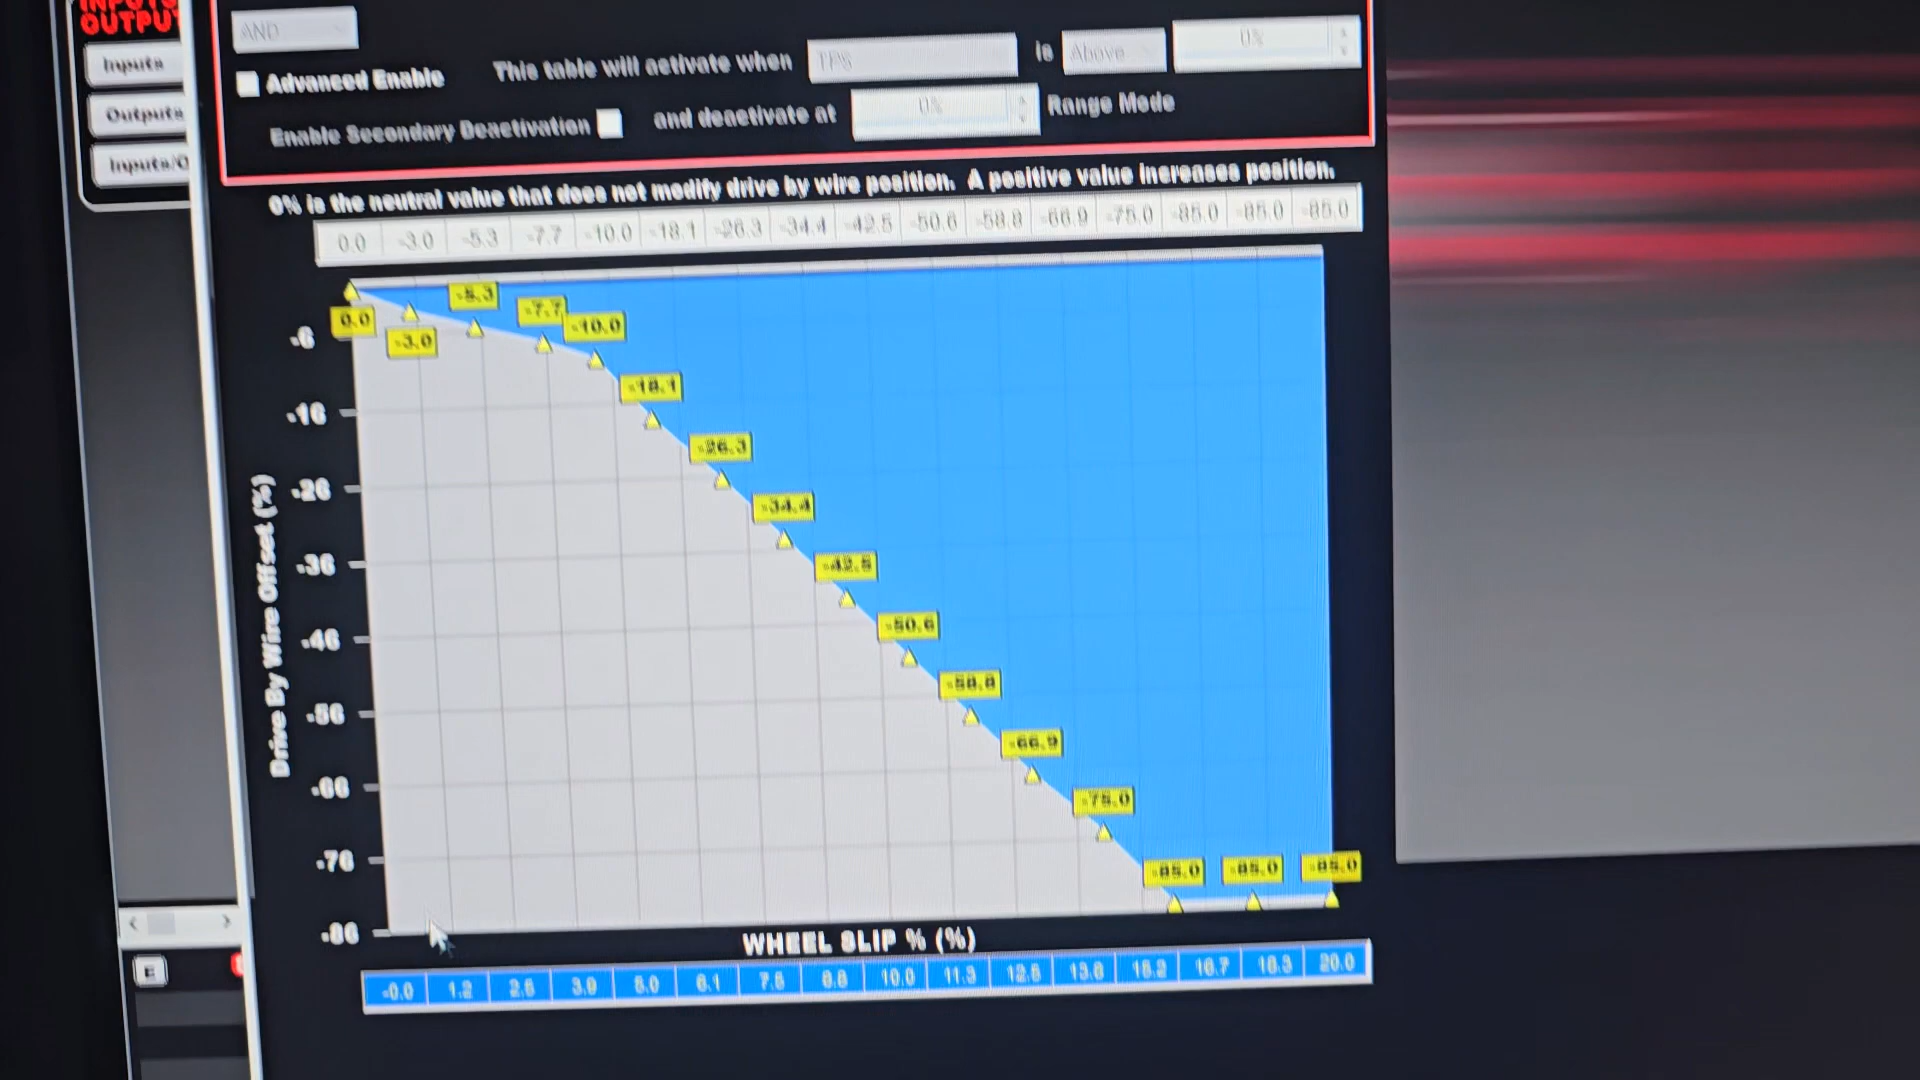 INPUTS
OUTPUT
Inputs
Outputs
Inputs/O
AND
Advanced Enable
This table will activate when TPS is Above 0%
Enable Secondary Deactivation and deactivate at 0% Range Mode
0% is the neutral value that does not modify drive by wire position. A positive value increases position.
0.0 -3.0 -5.3 -7.7 -10.0 -18.1 -26.3 -34.4 -42.5 -50.6 -58.8 -66.9 -75.0 -85.0 -85.0 -85.0
0.0
-3.0
-5.3
-7.7
-10.0
-18.1
-26.3
-34.4
-42.5
-50.6
-58.8
-66.9
-75.0
-85.0
-85.0
-85.0
-6
-16
-26
-36
-46
-56
-66
-76
-86
Drive By Wire Offset (%)
WHEEL SLIP % (%)
-0.0 1.2 2.5 3.9 5.0 6.1 7.5 8.8 10.0 11.3 12.5 13.8 15.2 16.7 18.3 20.0
E